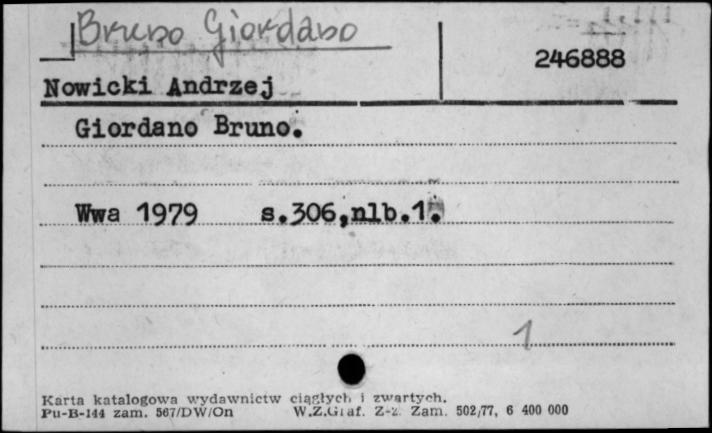 Bruno Giordano
246888
Nowicki Andrzej
Giordano Bruno.
Wwa 1979 s.306,nlb.1.
1
Karta katalogowa wydawnictw ciągłych i zwartych.
Pu-B-144 zam. 567/DW/On W.Z.Graf. Z-z. Zam. 502/77, 6 400 000